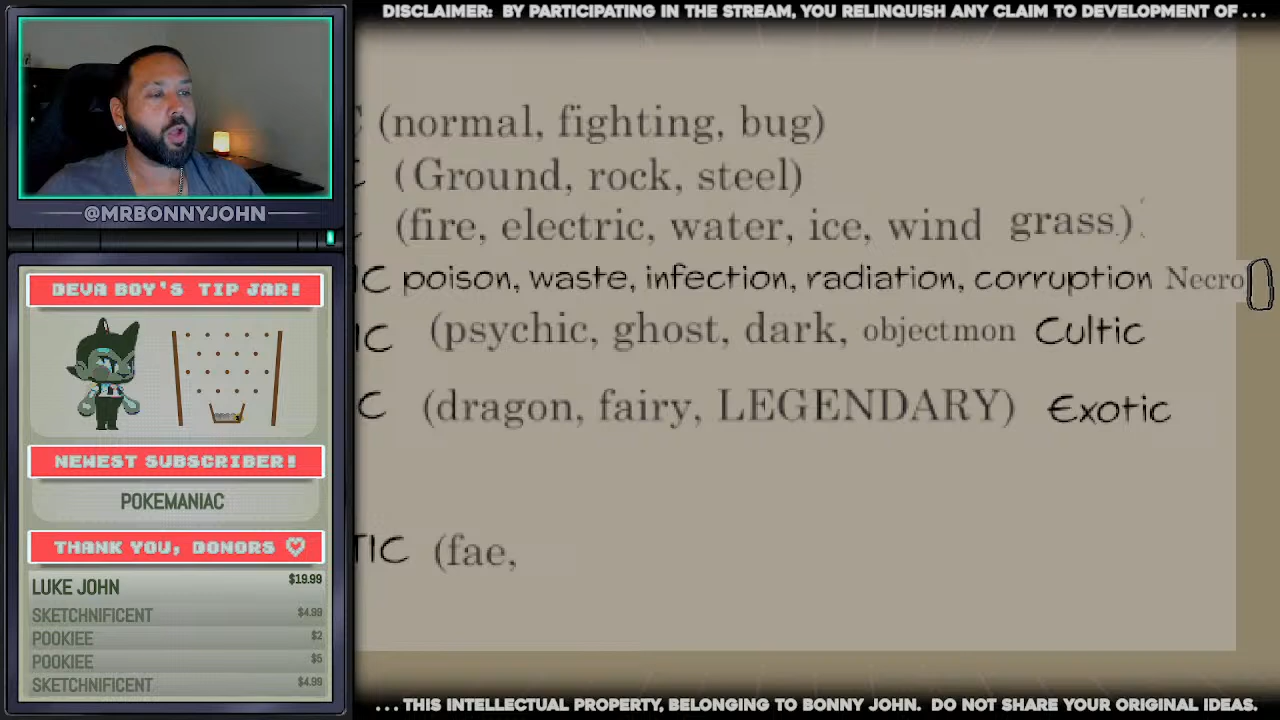 DISCLAIMER: BY PARTICIPATING IN THE STREAM, YOU RELINQUISH ANY CLAIM TO DEVELOPMENT OF . . .
(normal, fighting, bug)
C (Ground, rock, steel)
(fire, electric, water, ice, wind grass)
IC poison, waste, infection, radiation, corruption Necro
IC (psychic, ghost, dark, objectmon Cultic
C (dragon, fairy, LEGENDARY) Exotic
TIC (fae,
@MRBONNYJOHN
DEVA BOY'S TIP JAR!
NEWEST SUBSCRIBER!
POKEMANIAC
THANK YOU, DONORS ♡
LUKE JOHN $19.99
SKETCHNIFICENT $4.99
POOKIEE $2
POOKIEE $5
SKETCHNIFICENT $4.99
. . . THIS INTELLECTUAL PROPERTY, BELONGING TO BONNY JOHN. DO NOT SHARE YOUR ORIGINAL IDEAS.